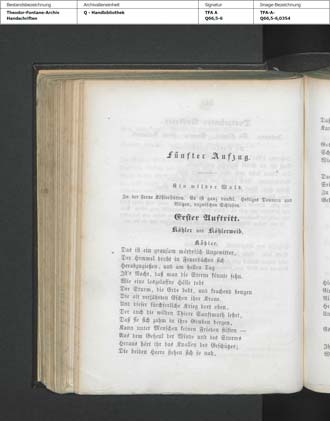 Bestandsbezeichnung Archivalieneinheit Signatur Image-Bezeichnung
Theodor-Fontane-Archiv Q - Handbibliothek TFA A TFA-A-
Handschriften Q66,5-6 Q66,5-6,0354
Fünfter Aufzug.
Ein wilder Wald.
In der Ferne Köhlerhütten. Es ist ganz dunkel. Heftiges Donnern und
Blitzen, dazwischen Schießen.
Erster Auftritt.
Köhler und Köhlerweib.
Köhler.
Das ist ein grausam mördrisch Ungewitter,
Der Himmel droht in Feuerbächen sich
Herabzugießen, und am hellen Tag
Ist's Nacht, daß man die Sterne könnte sehn.
Wie eine losgelaßne Hölle tobt
Der Sturm, die Erde bebt, und krachend beugen
Die alt verjährten Eschen ihre Krone.
Und dieser fürchterliche Krieg dort oben,
Der auch die wilden Thiere Sanftmuth lehrt,
Daß sie sich zahm in ihre Gruben bergen,
Kann unter Menschen keinen Frieden stiften —
Aus dem Geheul der Winde und des Sturms
Heraus hört ihr das Knallen des Geschützes;
Die beiden Heere stehen sich so nah,